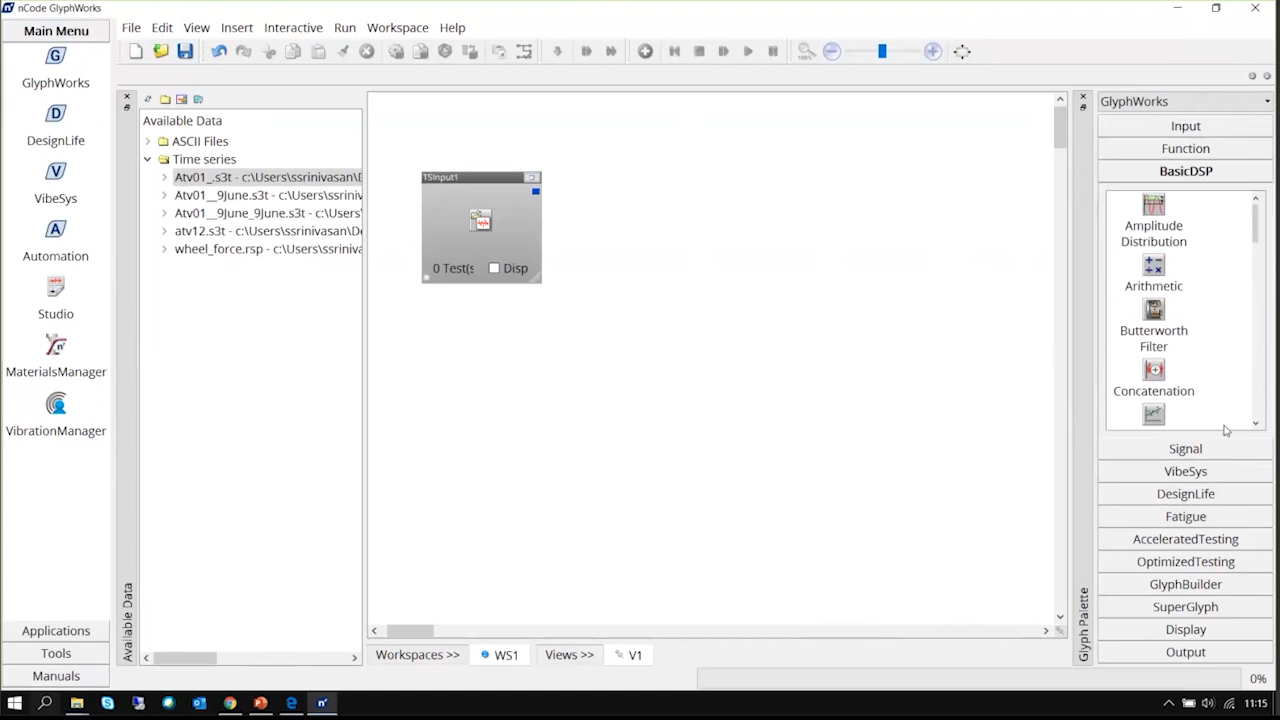 nCode GlyphWorks
Main Menu
File Edit View Insert Interactive Run Workspace Help
GlyphWorks
DesignLife
VibeSys
Automation
Studio
MaterialsManager
VibrationManager
Applications
Tools
Manuals
100%
Available Data
Available Data
ASCII Files
Time series
Atv01_.s3t - c:\Users\ssrinivasan\D
Atv01__9June.s3t - c:\Users\ssriniv
Atv01__9June_9June.s3t - c:\Users\
atv12.s3t - c:\Users\ssrinivasan\De
wheel_force.rsp - c:\Users\ssriniva
TSInput1
0 Test(s
Disp
Workspaces >> WS1 Views >> V1
Glyph Palette
GlyphWorks
Input
Function
BasicDSP
Amplitude
Distribution
Arithmetic
Butterworth
Filter
Concatenation
Signal
VibeSys
DesignLife
Fatigue
AcceleratedTesting
OptimizedTesting
GlyphBuilder
SuperGlyph
Display
Output
0%
11:15